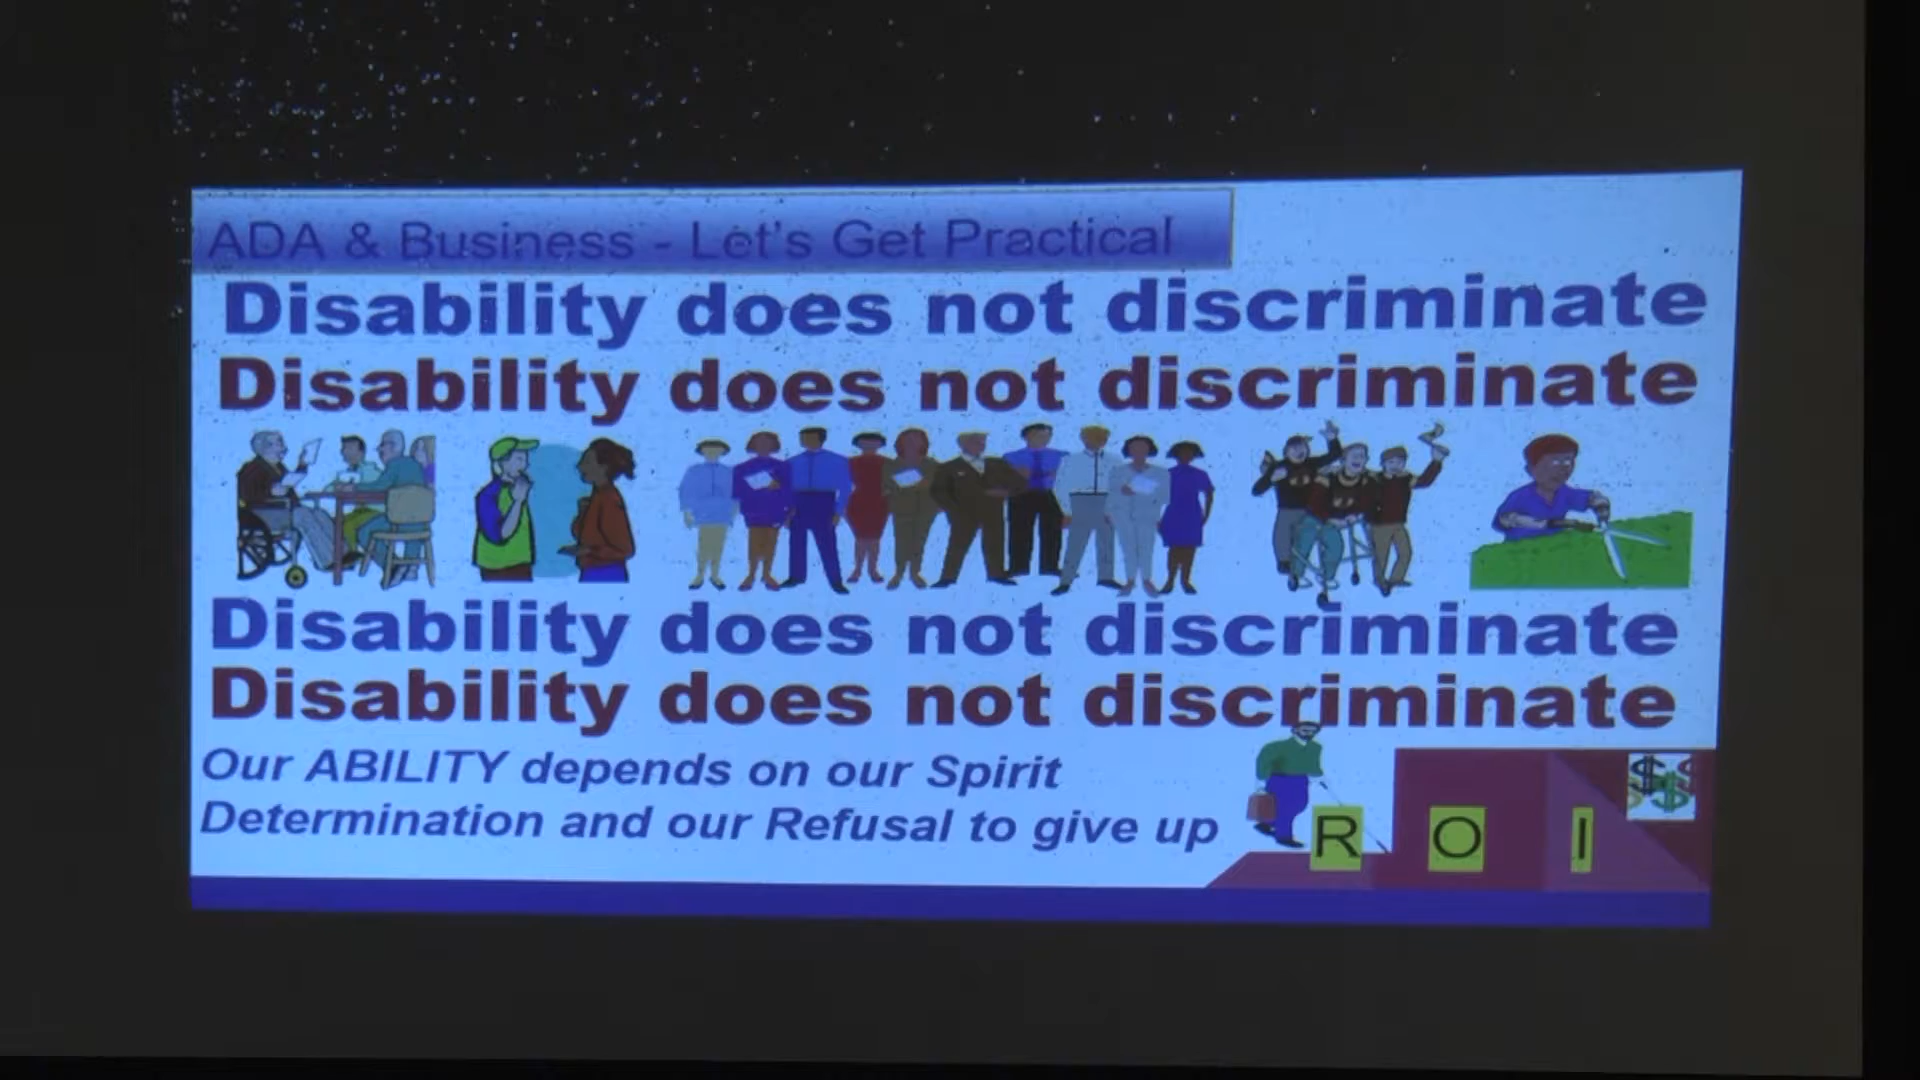 ADA & Business - Let's Get Practical
Disability does not discriminate
Disability does not discriminate
Disability does not discriminate
Disability does not discriminate
Our ABILITY depends on our Spirit
Determination and our Refusal to give up
R O I
$$$$